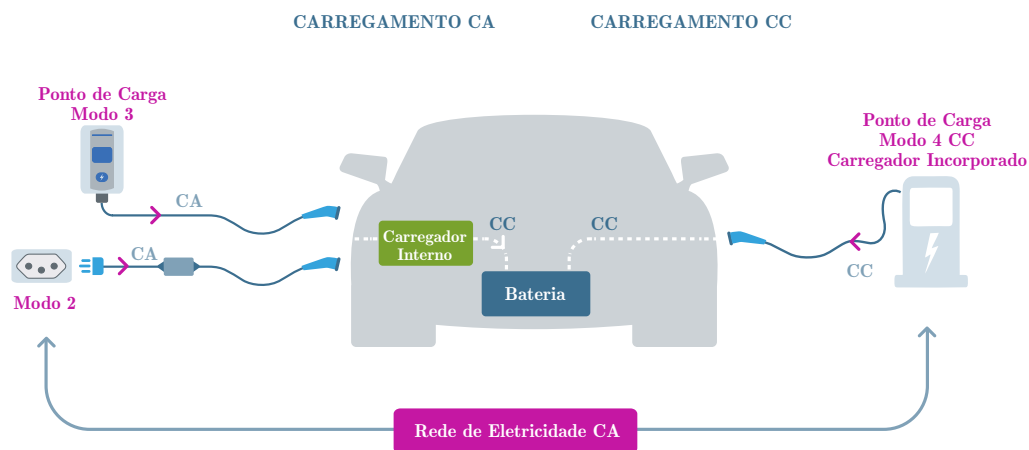 CARREGAMENTO CA
CARREGAMENTO CC
Ponto de Carga
Modo 3
CA
CA
Modo 2
Carregador
Interno
CC
CC
Bateria
Ponto de Carga
Modo 4 CC
Carregador Incorporado
CC
Rede de Eletricidade CA